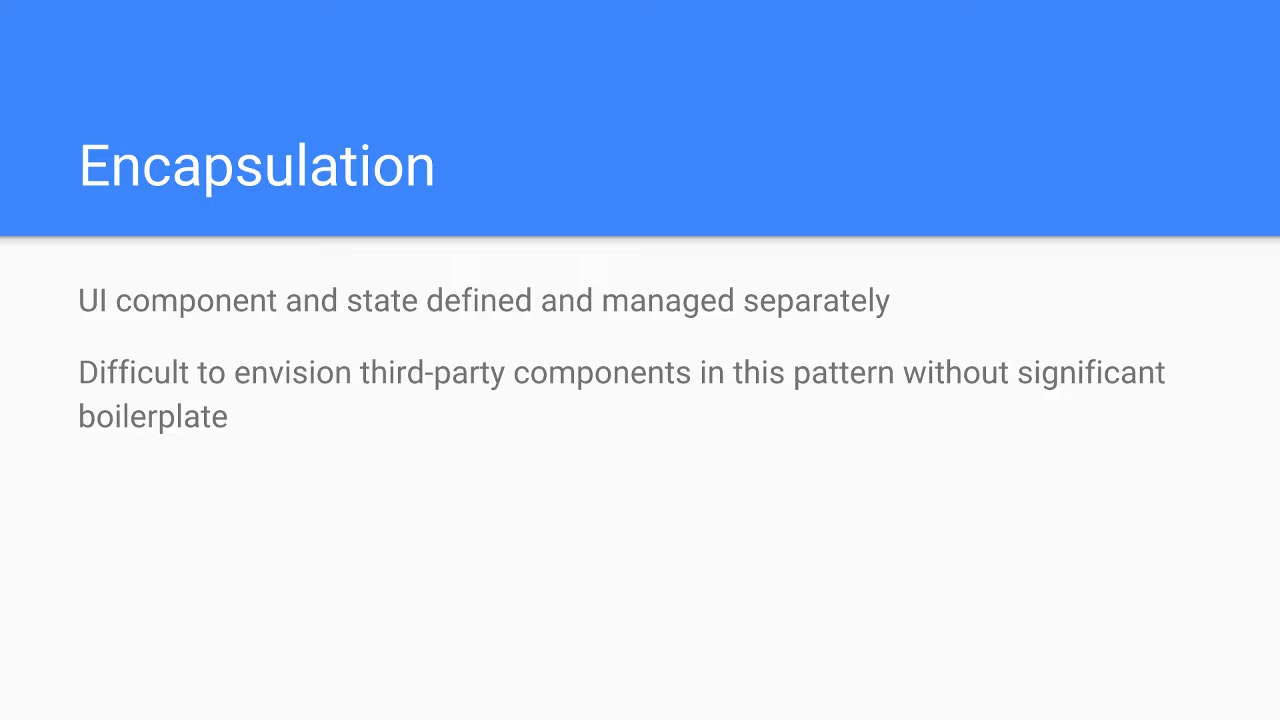 Encapsulation
UI component and state defined and managed separately
Difficult to envision third-party components in this pattern without significant
boilerplate